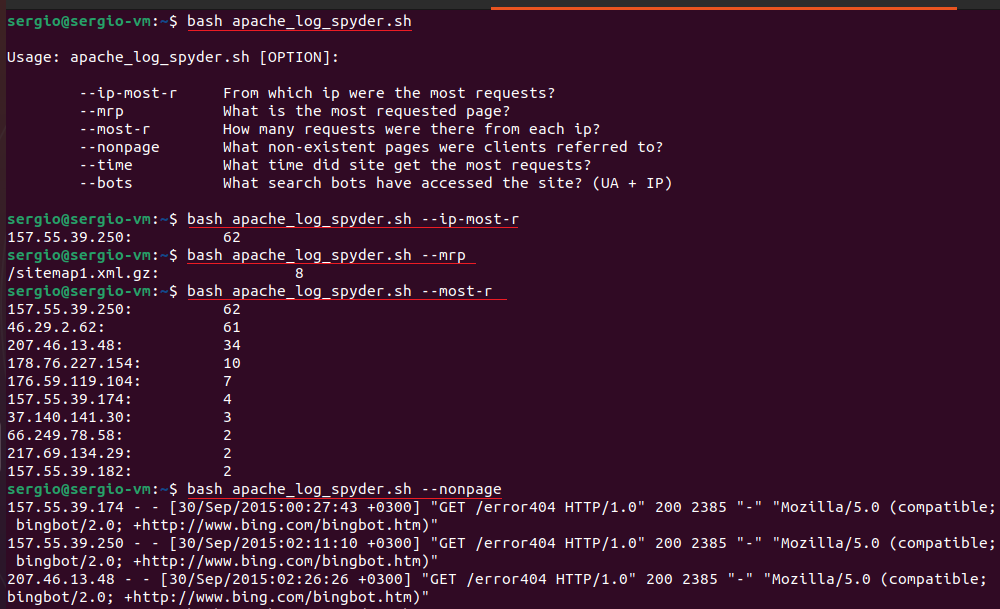 sergio@sergio-vm:~$ bash apache_log_spyder.sh
Usage: apache_log_spyder.sh [OPTION]:
--ip-most-r From which ip were the most requests?
--mrp What is the most requested page?
--most-r How many requests were there from each ip?
--nonpage What non-existent pages were clients referred to?
--time What time did site get the most requests?
--bots What search bots have accessed the site? (UA + IP)
sergio@sergio-vm:~$ bash apache_log_spyder.sh --ip-most-r
157.55.39.250: 62
sergio@sergio-vm:~$ bash apache_log_spyder.sh --mrp
/sitemap1.xml.gz: 8
sergio@sergio-vm:~$ bash apache_log_spyder.sh --most-r
157.55.39.250: 62
46.29.2.62: 61
207.46.13.48: 34
178.76.227.154: 10
176.59.119.104: 7
157.55.39.174: 4
37.140.141.30: 3
66.249.78.58: 2
217.69.134.29: 2
157.55.39.182: 2
sergio@sergio-vm:~$ bash apache_log_spyder.sh --nonpage
157.55.39.174 - - [30/Sep/2015:00:27:43 +0300] "GET /error404 HTTP/1.0" 200 2385 "-" "Mozilla/5.0 (compatible;
bingbot/2.0; +http://www.bing.com/bingbot.htm)"
157.55.39.250 - - [30/Sep/2015:02:11:10 +0300] "GET /error404 HTTP/1.0" 200 2385 "-" "Mozilla/5.0 (compatible;
bingbot/2.0; +http://www.bing.com/bingbot.htm)"
207.46.13.48 - - [30/Sep/2015:02:26:26 +0300] "GET /error404 HTTP/1.0" 200 2385 "-" "Mozilla/5.0 (compatible;
bingbot/2.0; +http://www.bing.com/bingbot.htm)"